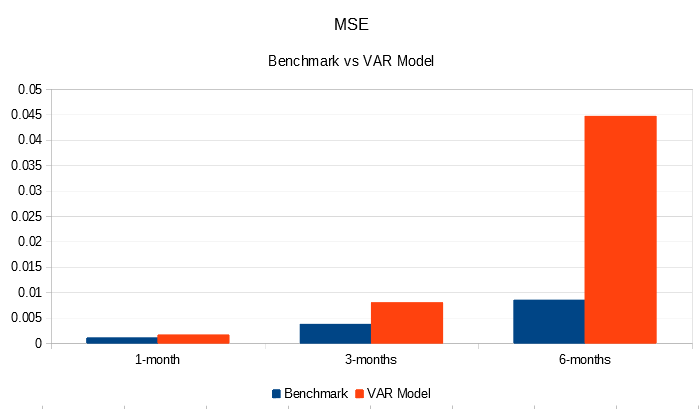 MSE
Benchmark vs VAR Model
0.05
0.045
0.04
0.035
0.03
0.025
0.02
0.015
0.01
0.005
0
1-month 3-months 6-months
Benchmark VAR Model